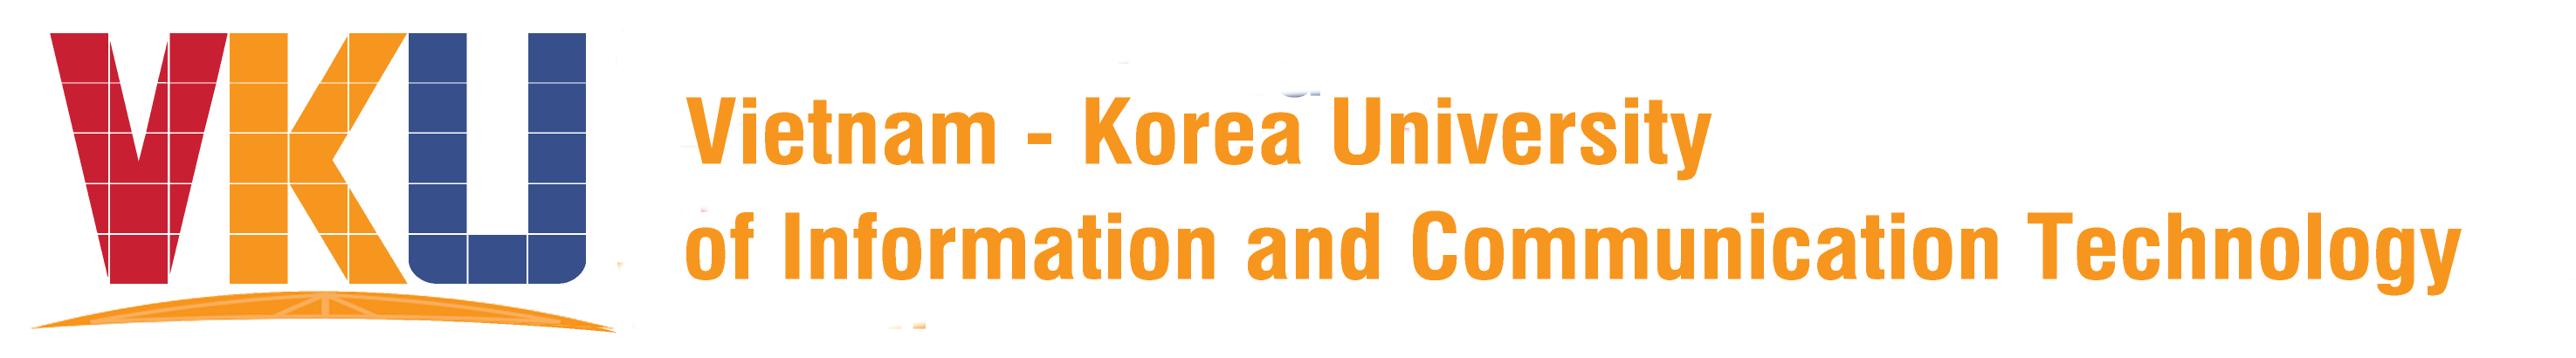 VKU
Vietnam - Korea University
of Information and Communication Technology